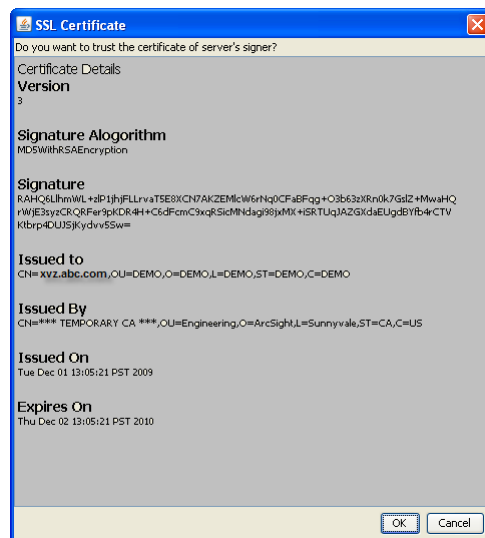 SSL Certificate
Do you want to trust the certificate of server's signer?
Certificate Details
Version
3
Signature Alogorithm
MD5WithRSAEncryption
Signature
RAHQ6LlhmWL+zlP1jhjFLLrvaT5E8XCN7AKZEMlcW6rNq0CFaBFqg+O3b63zXRn0k7GslZ+MwaHQ
rWjE3syzCRQRFer9pKDR4H+C6dFcmC9xqRSicMNdagi98jxMX+iSRTUqJAZGXdaEUgdBYfb4rCTV
Ktbrp4DUJSjKydvv5Sw=
Issued to
CN=xvz.abc.com,OU=DEMO,O=DEMO,L=DEMO,ST=DEMO,C=DEMO
Issued By
CN=*** TEMPORARY CA ***,OU=Engineering,O=ArcSight,L=Sunnyvale,ST=CA,C=US
Issued On
Tue Dec 01 13:05:21 PST 2009
Expires On
Thu Dec 02 13:05:21 PST 2010
OK Cancel